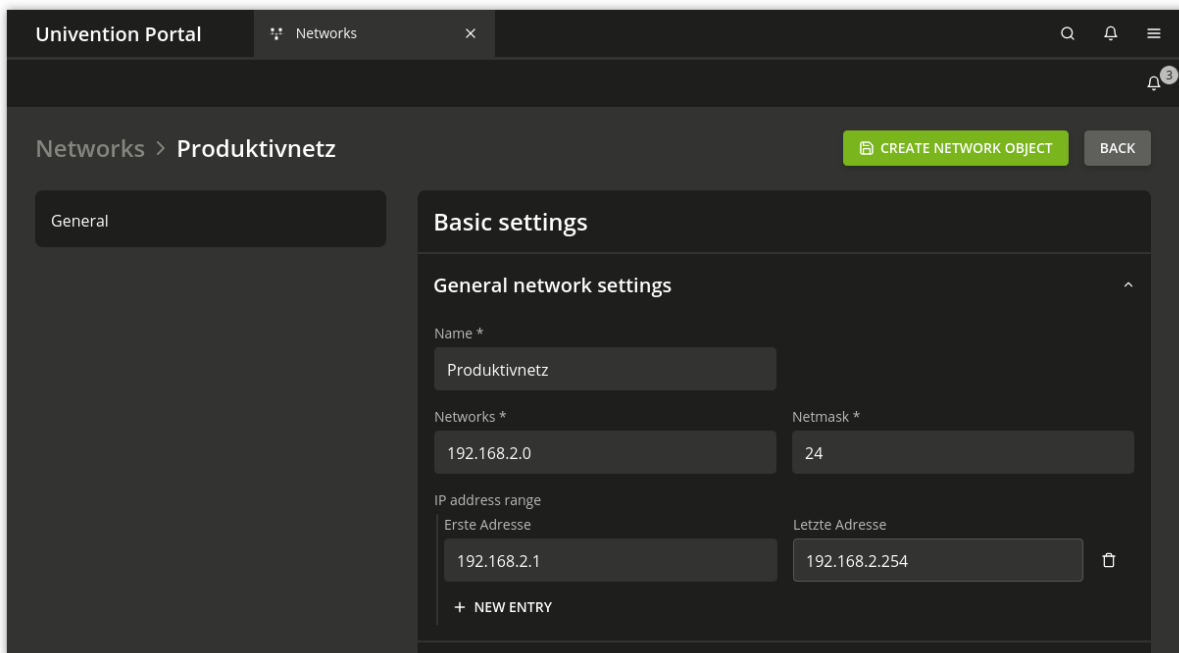 Univention Portal
Networks
3
Networks > Produktivnetz
CREATE NETWORK OBJECT
BACK
General
Basic settings
General network settings
Name *
Produktivnetz
Networks *
Netmask *
192.168.2.0
24
IP address range
Erste Adresse
Letzte Adresse
192.168.2.1
192.168.2.254
+ NEW ENTRY